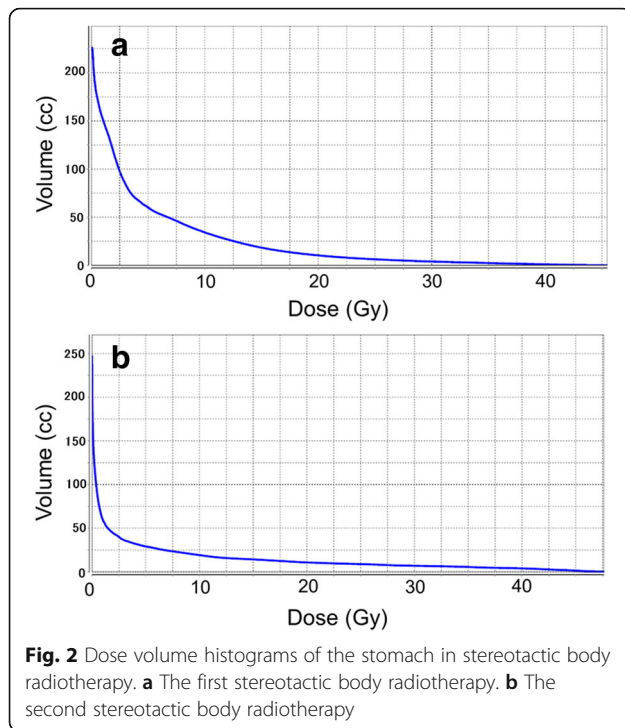 a
200
150
100
50
0
Volume (cc)
0 10 20 30 40
Dose (Gy)
b
250
200
150
100
50
0
Volume (cc)
0 10 20 30 40
Dose (Gy)
Fig. 2 Dose volume histograms of the stomach in stereotactic body
radiotherapy. a The first stereotactic body radiotherapy. b The
second stereotactic body radiotherapy